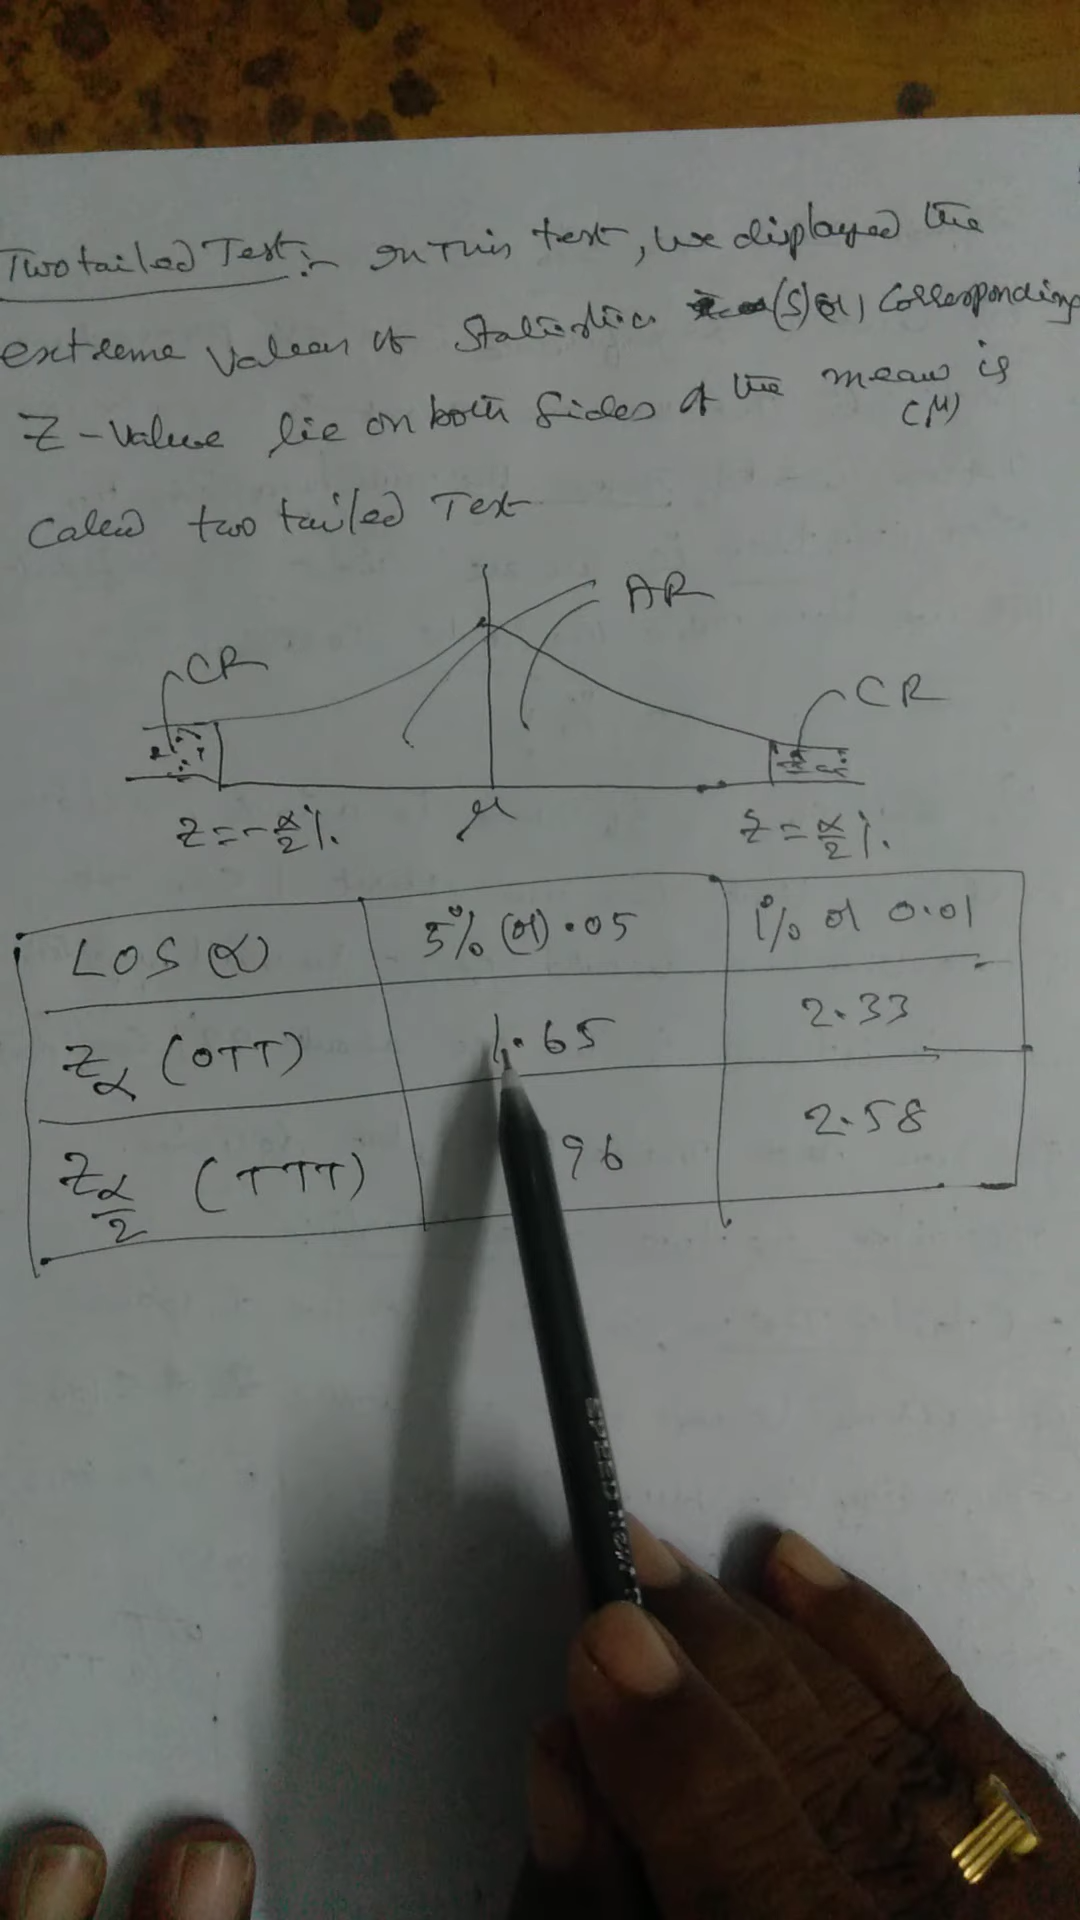 Two tailed Test:- In This test, we displayed the
extreme values of Statistics (S) or, Corresponding
Z-value lie on both sides of the mean is
(μ)
Called two tailed Test
AR
CR
CR
Z=-α/2%.
μ
Z=α/2%.
LOS (α) 5% (or) .05 1% or 0.01
Zα (OTT) 1.65 2.33
Zα/2 (TTT) 96 2.58
SPEED